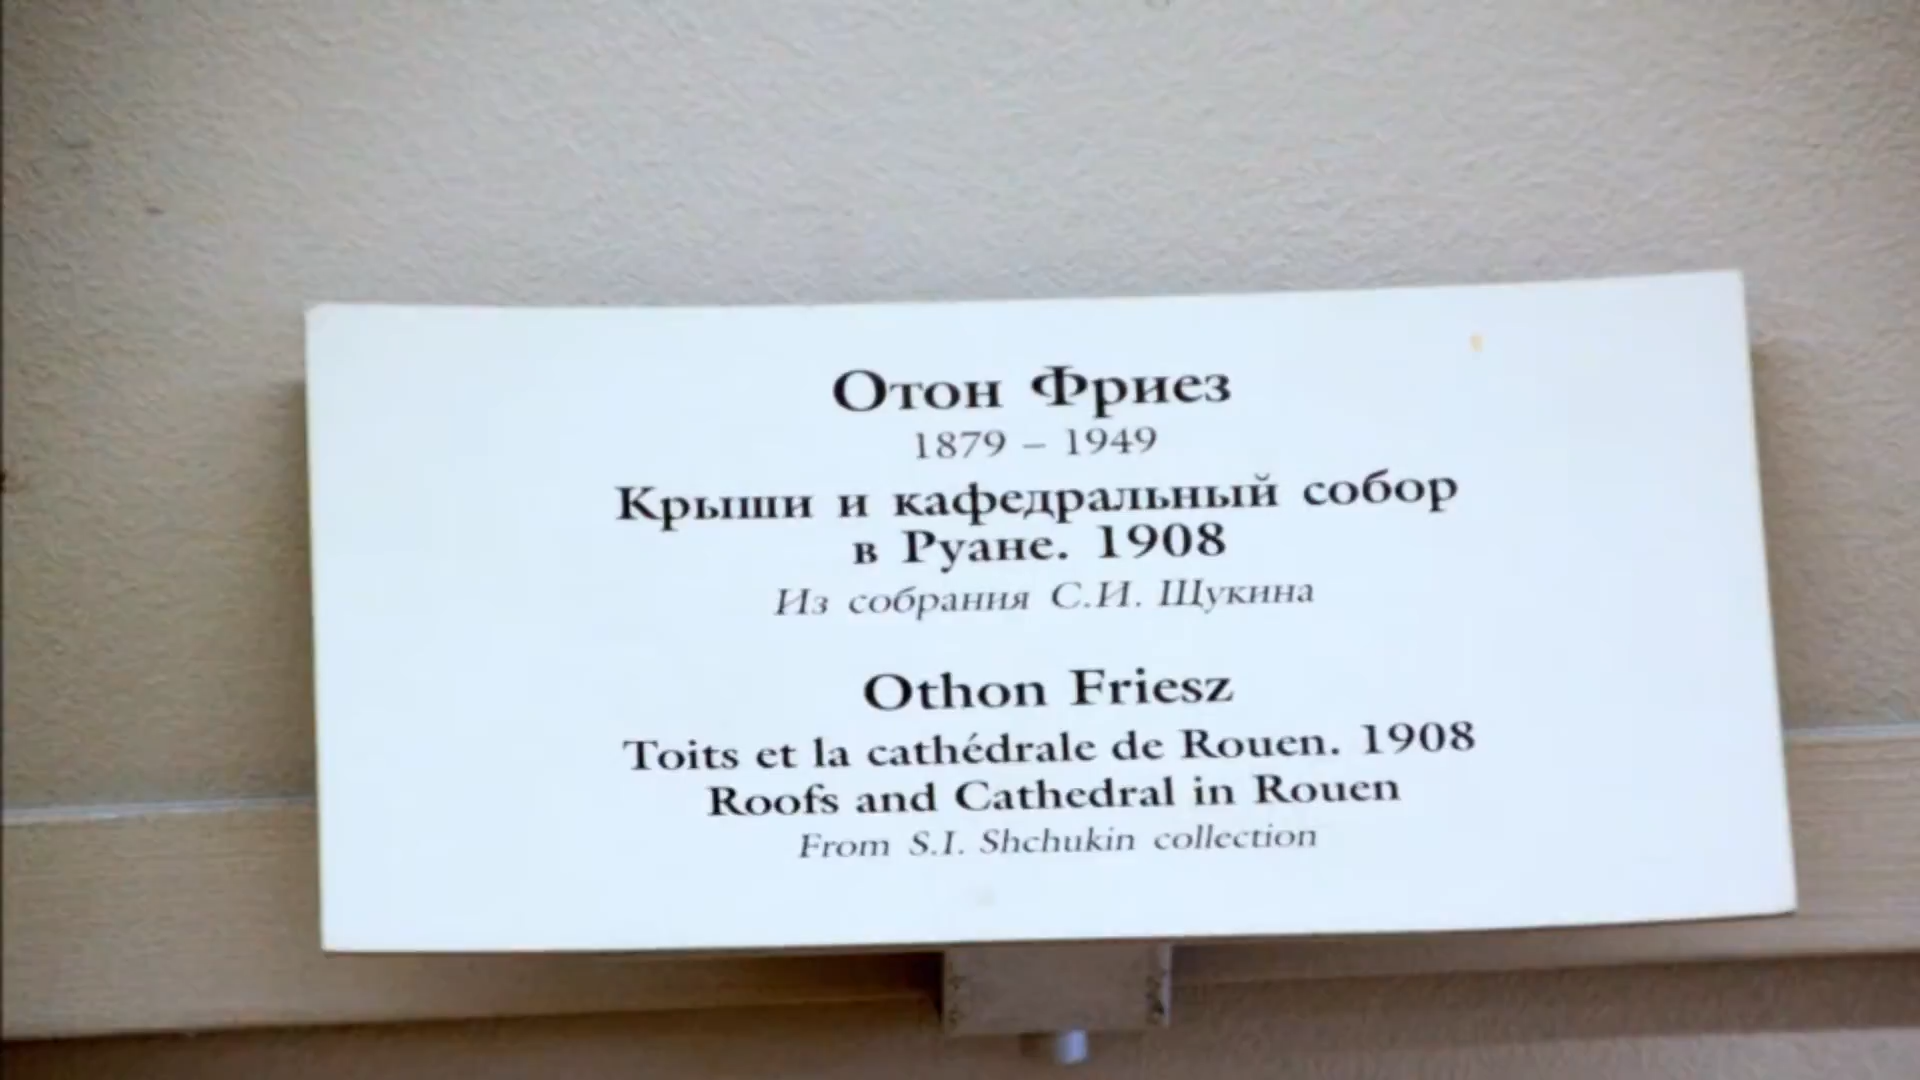 Отон Фриез
1879 – 1949
Крыши и кафедральный собор
в Руане. 1908
Из собрания С.И. Щукина
Othon Friesz
Toits et la cathédrale de Rouen. 1908
Roofs and Cathedral in Rouen
From S.I. Shchukin collection